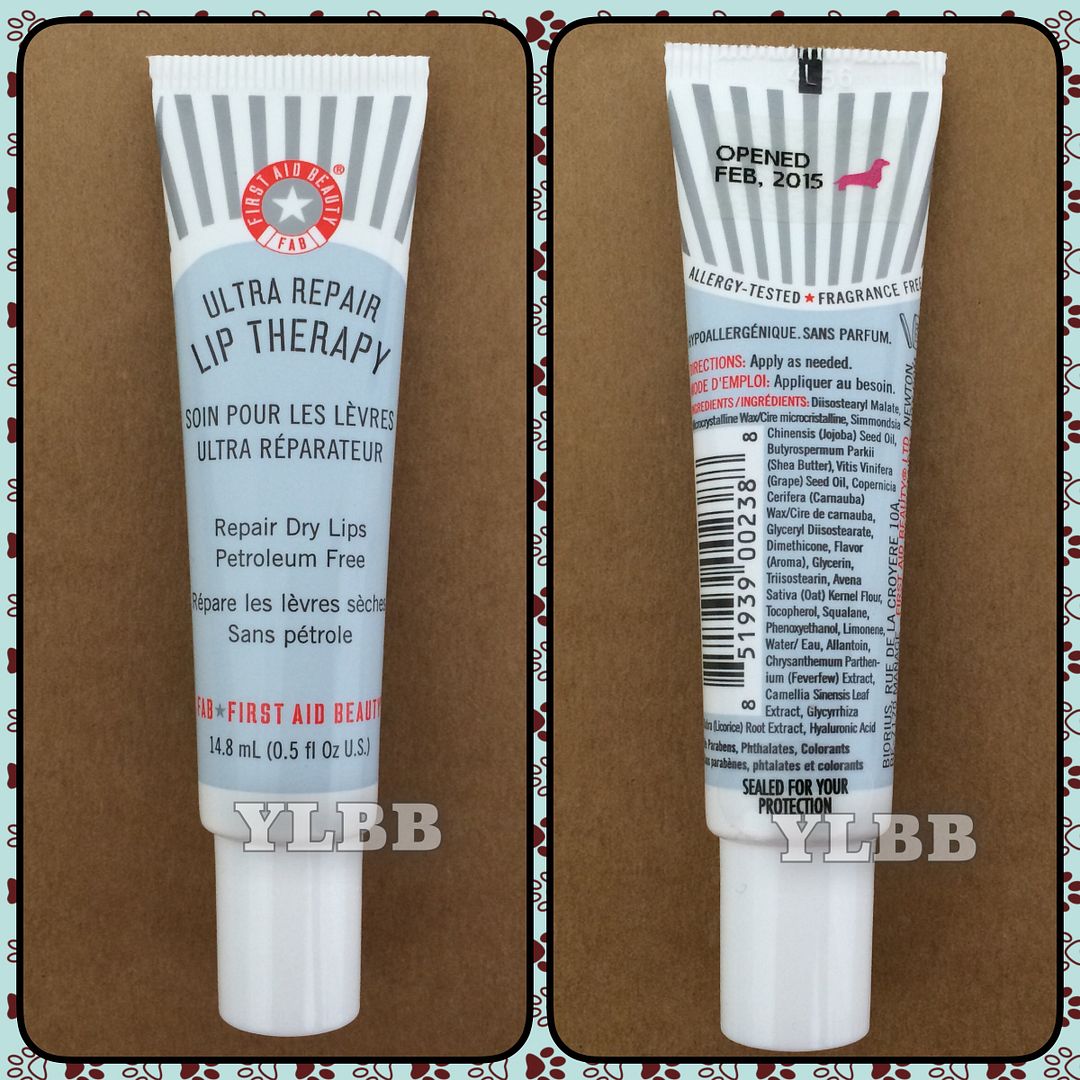 FIRST AID BEAUTY ®
FAB
ULTRA REPAIR
LIP THERAPY
SOIN POUR LES LÈVRES
ULTRA RÉPARATEUR
Repair Dry Lips
Petroleum Free
Répare les lèvres sèches
Sans pétrole
FAB★FIRST AID BEAUTY
14.8 mL (0.5 fl Oz U.S.)
YLBB
OPENED
FEB, 2015
ALLERGY-TESTED ★ FRAGRANCE FREE
HYPOALLERGÉNIQUE. SANS PARFUM.
DIRECTIONS: Apply as needed.
MODE D'EMPLOI: Appliquer au besoin.
INGREDIENTS/INGRÉDIENTS: Diisostearyl Malate,
Microcrystalline Wax/Cire microcristalline, Simmondsia
Chinensis (Jojoba) Seed Oil,
Butyrospermum Parkii
(Shea Butter), Vitis Vinifera
(Grape) Seed Oil, Copernicia
Cerifera (Carnauba)
Wax/Cire de carnauba,
Glyceryl Diisostearate,
Dimethicone, Flavor
(Aroma), Glycerin,
Triisostearin, Avena
Sativa (Oat) Kernel Flour,
Tocopherol, Squalane,
Phenoxyethanol, Limonene,
Water/ Eau, Allantoin,
Chrysanthemum Parthen-
ium (Feverfew) Extract,
Camellia Sinensis Leaf
Extract, Glycyrrhiza
(Licorice) Root Extract, Hyaluronic Acid
Parabens, Phthalates, Colorants
parabènes, phtalates et colorants
8 51939 00238 8
FIRST AID BEAUTY® LTD. NEWTON,
BIORIUS, RUE DE LA CROYERE 10A,
SEALED FOR YOUR
PROTECTION
YLBB